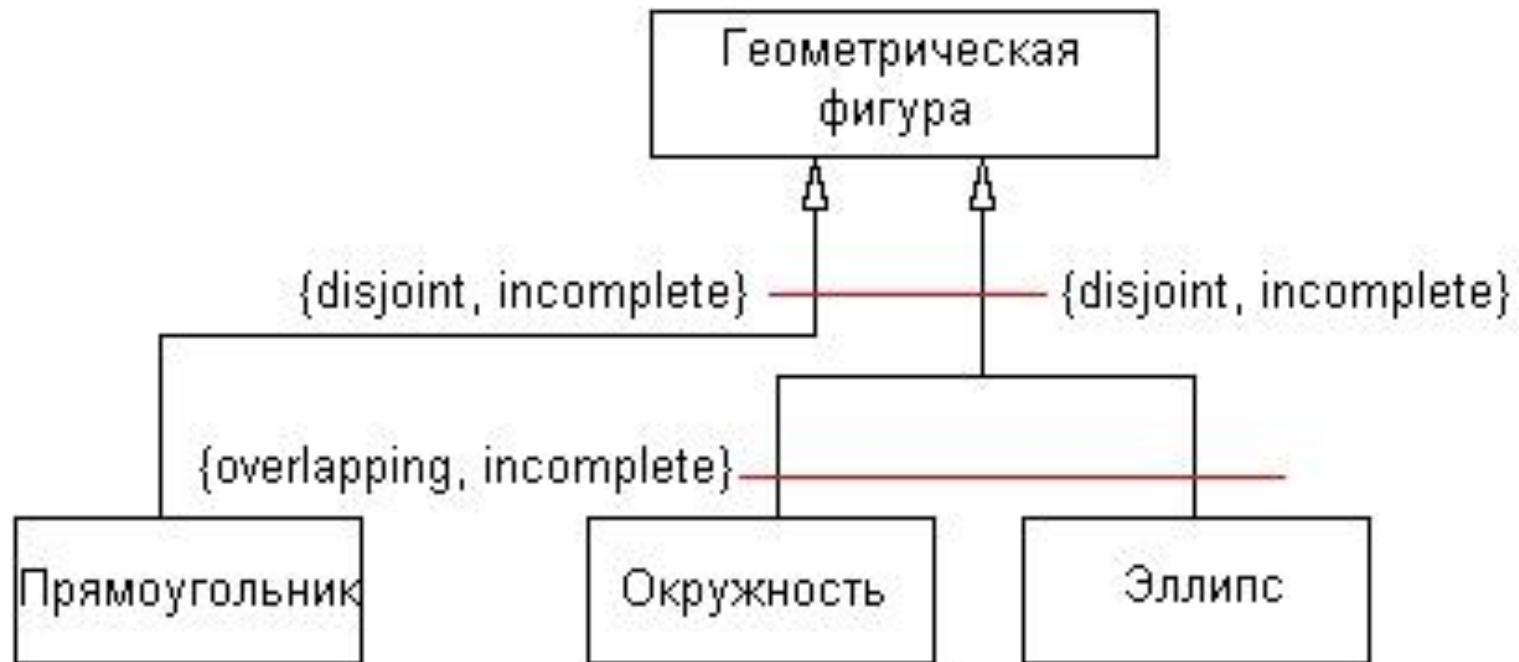 Геометрическая
фигура
{disjoint, incomplete} {disjoint, incomplete}
{overlapping, incomplete}
Прямоугольник Окружность Эллипс